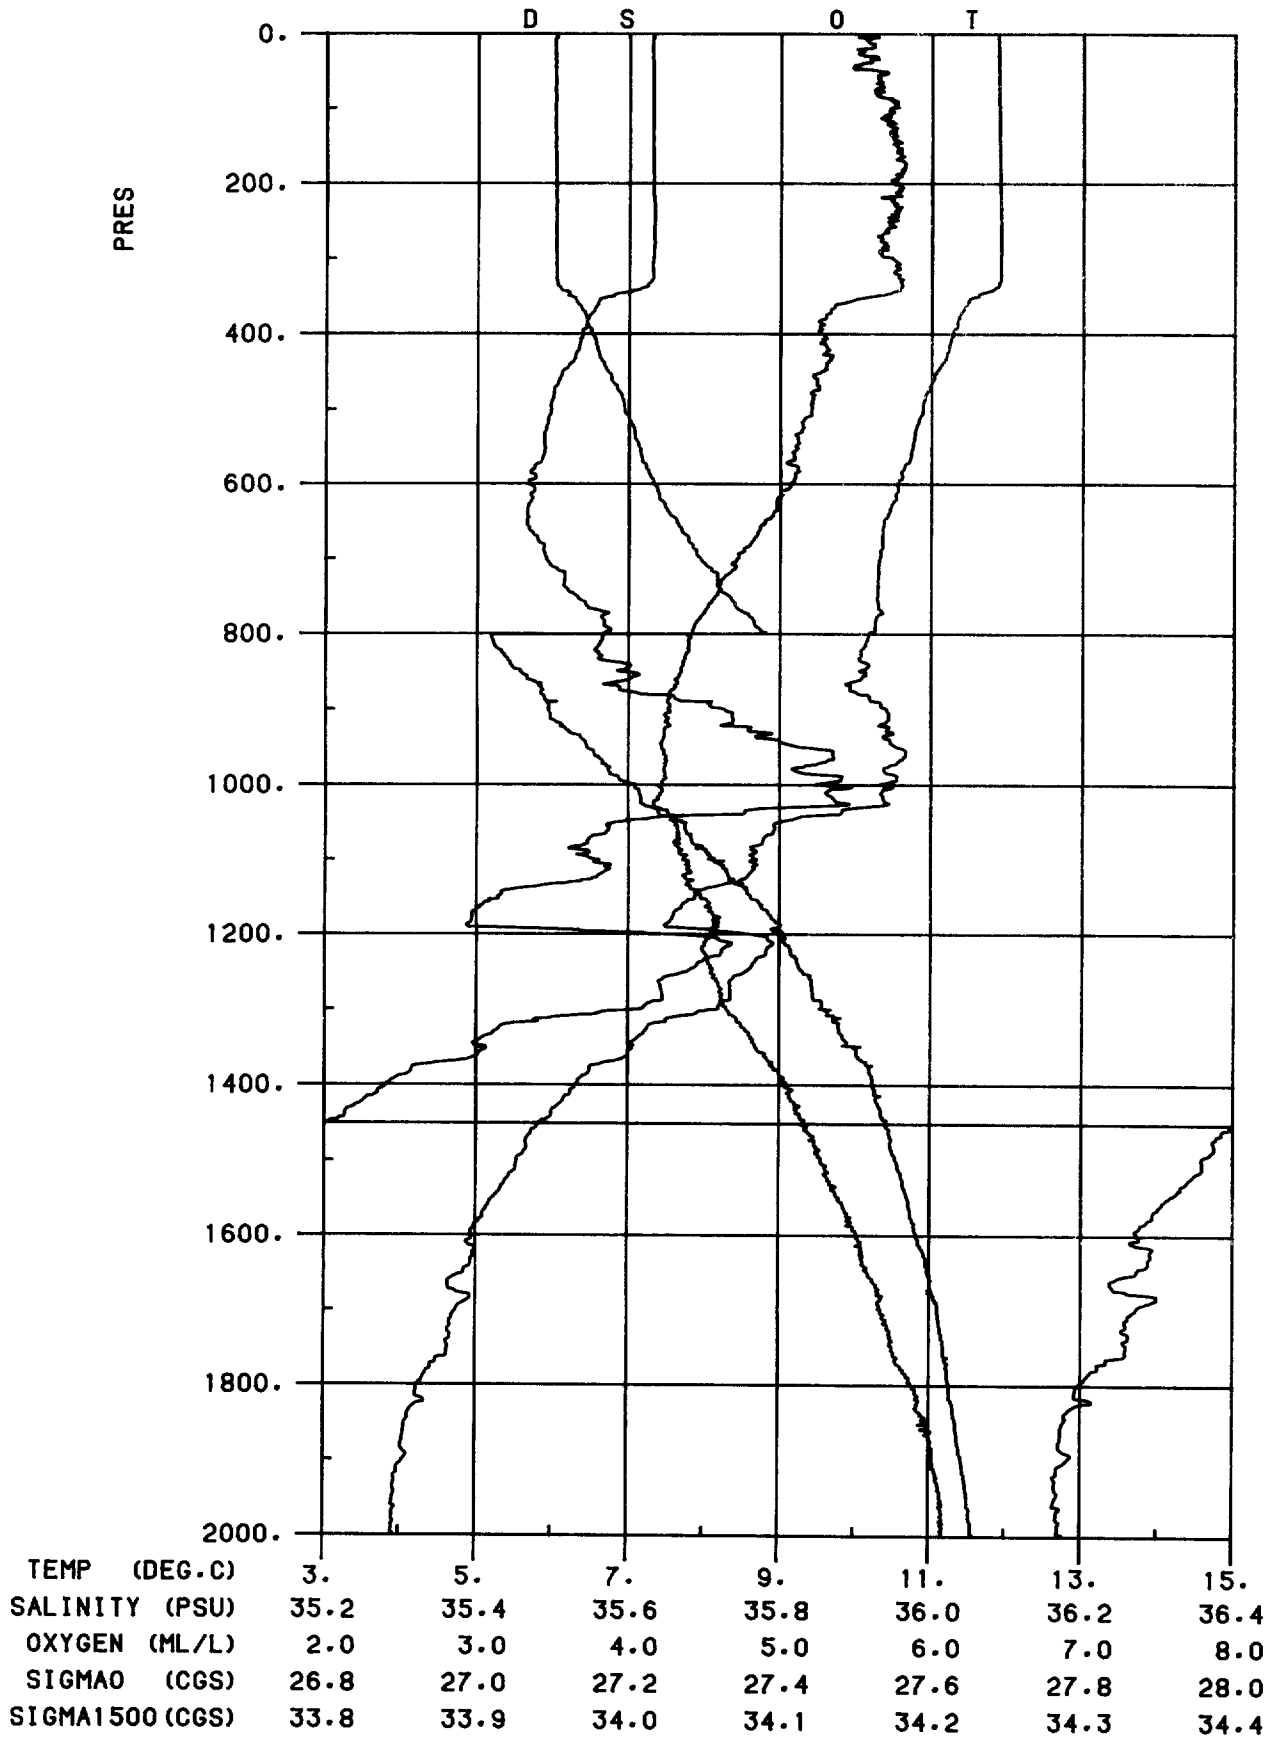 D S O T
0.
200.
PRES
400.
600.
800.
1000.
1200.
1400.
1600.
1800.
2000.
TEMP (DEG.C) 3. 5. 7. 9. 11. 13. 15.
SALINITY (PSU) 35.2 35.4 35.6 35.8 36.0 36.2 36.4
OXYGEN (ML/L) 2.0 3.0 4.0 5.0 6.0 7.0 8.0
SIGMA0 (CGS) 26.8 27.0 27.2 27.4 27.6 27.8 28.0
SIGMA1500 (CGS) 33.8 33.9 34.0 34.1 34.2 34.3 34.4